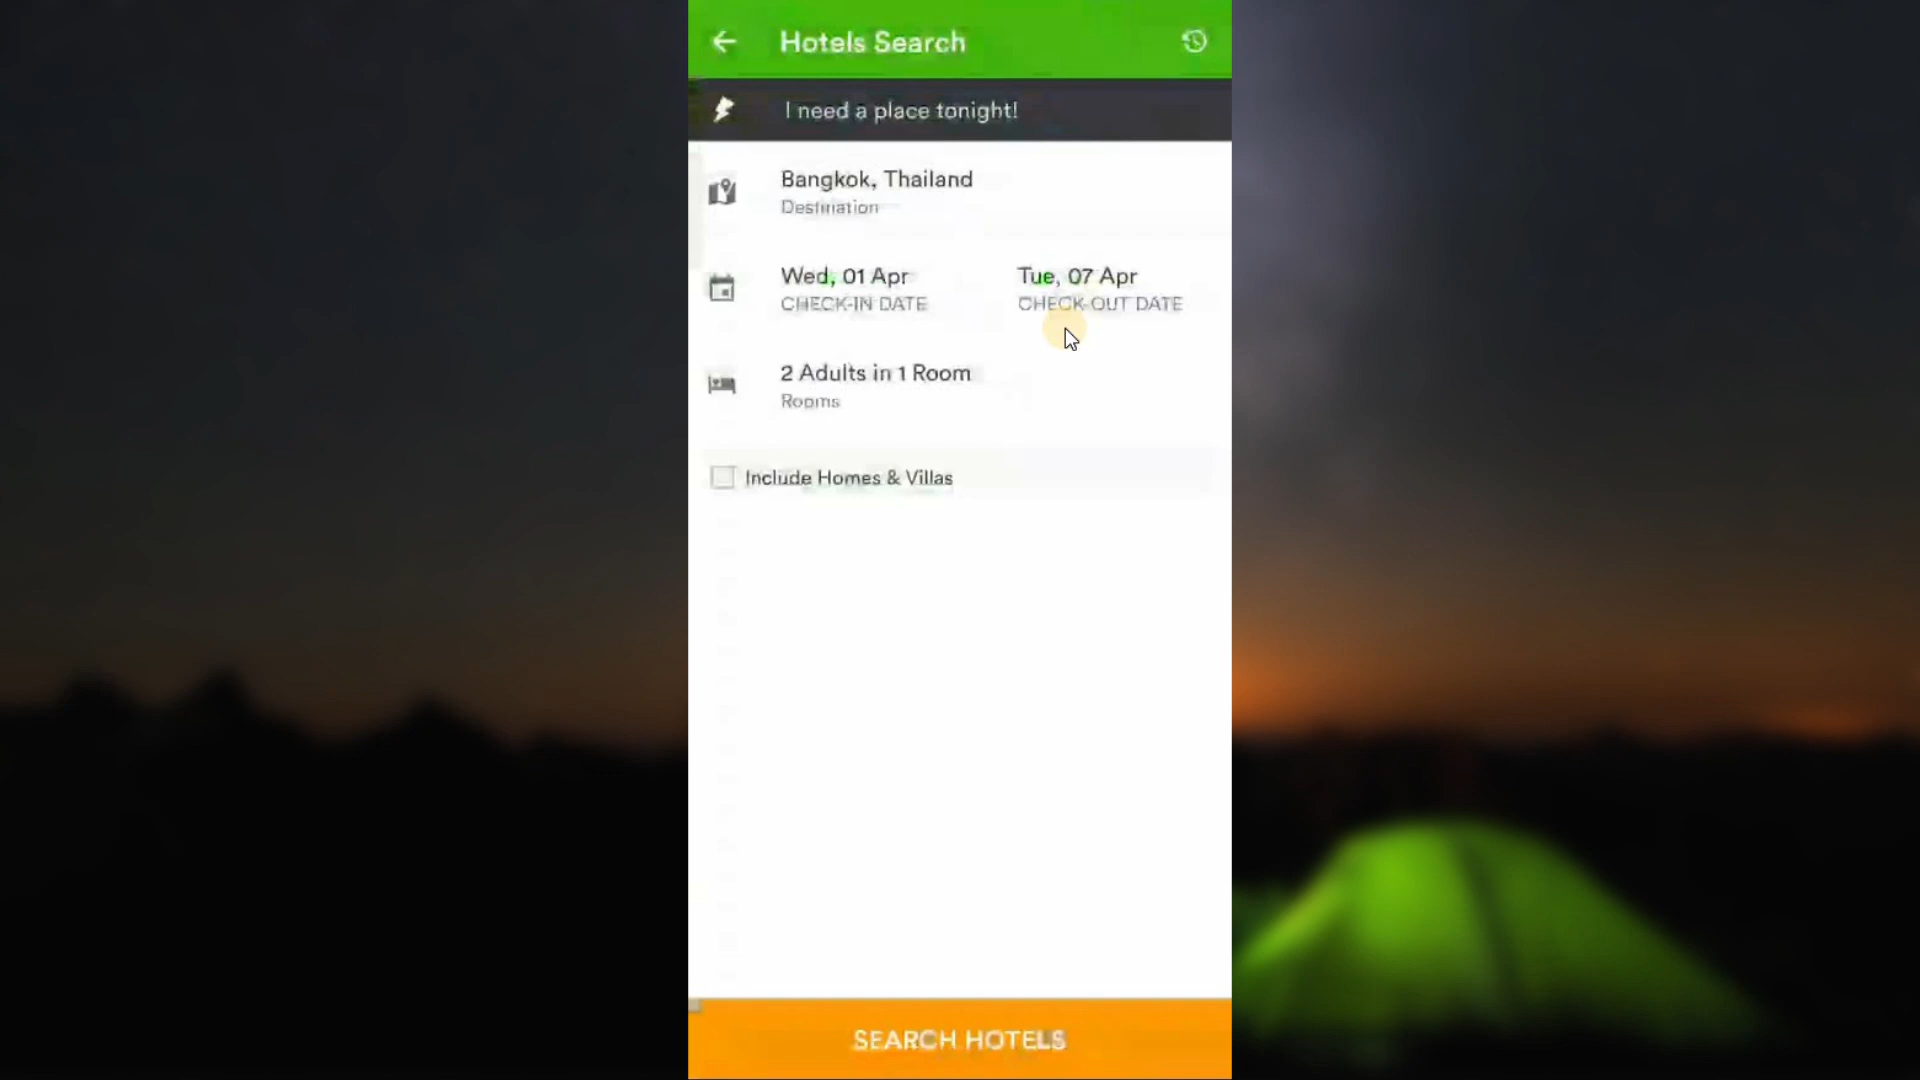 Hotels Search
I need a place tonight!
Bangkok, Thailand
Destination
Wed, 01 Apr
CHECK-IN DATE
Tue, 07 Apr
CHECK-OUT DATE
2 Adults in 1 Room
Rooms
Include Homes & Villas
SEARCH HOTELS